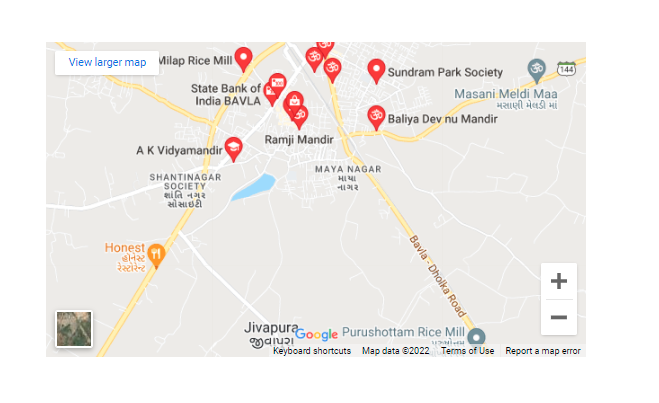 View larger map
Milap Rice Mill
State Bank of
India BAVLA
Sundram Park Society
144
Masani Meldi Maa
મસાણી મેલડી માં
Baliya Dev nu Mandir
Ramji Mandir
A K Vidyamandir
SHANTINAGAR
SOCIETY
શાંતિ નગર
સોસાઇટી
MAYA NAGAR
માયા
નગર
Honest
હોનેસ્ટ
રેસ્ટોરેન્ટ
Bavla - Dholka Road
Jivapura
જીવાપુરા
Google
Purushottam Rice Mill
Keyboard shortcuts
Map data ©2022
Terms of Use
Report a map error